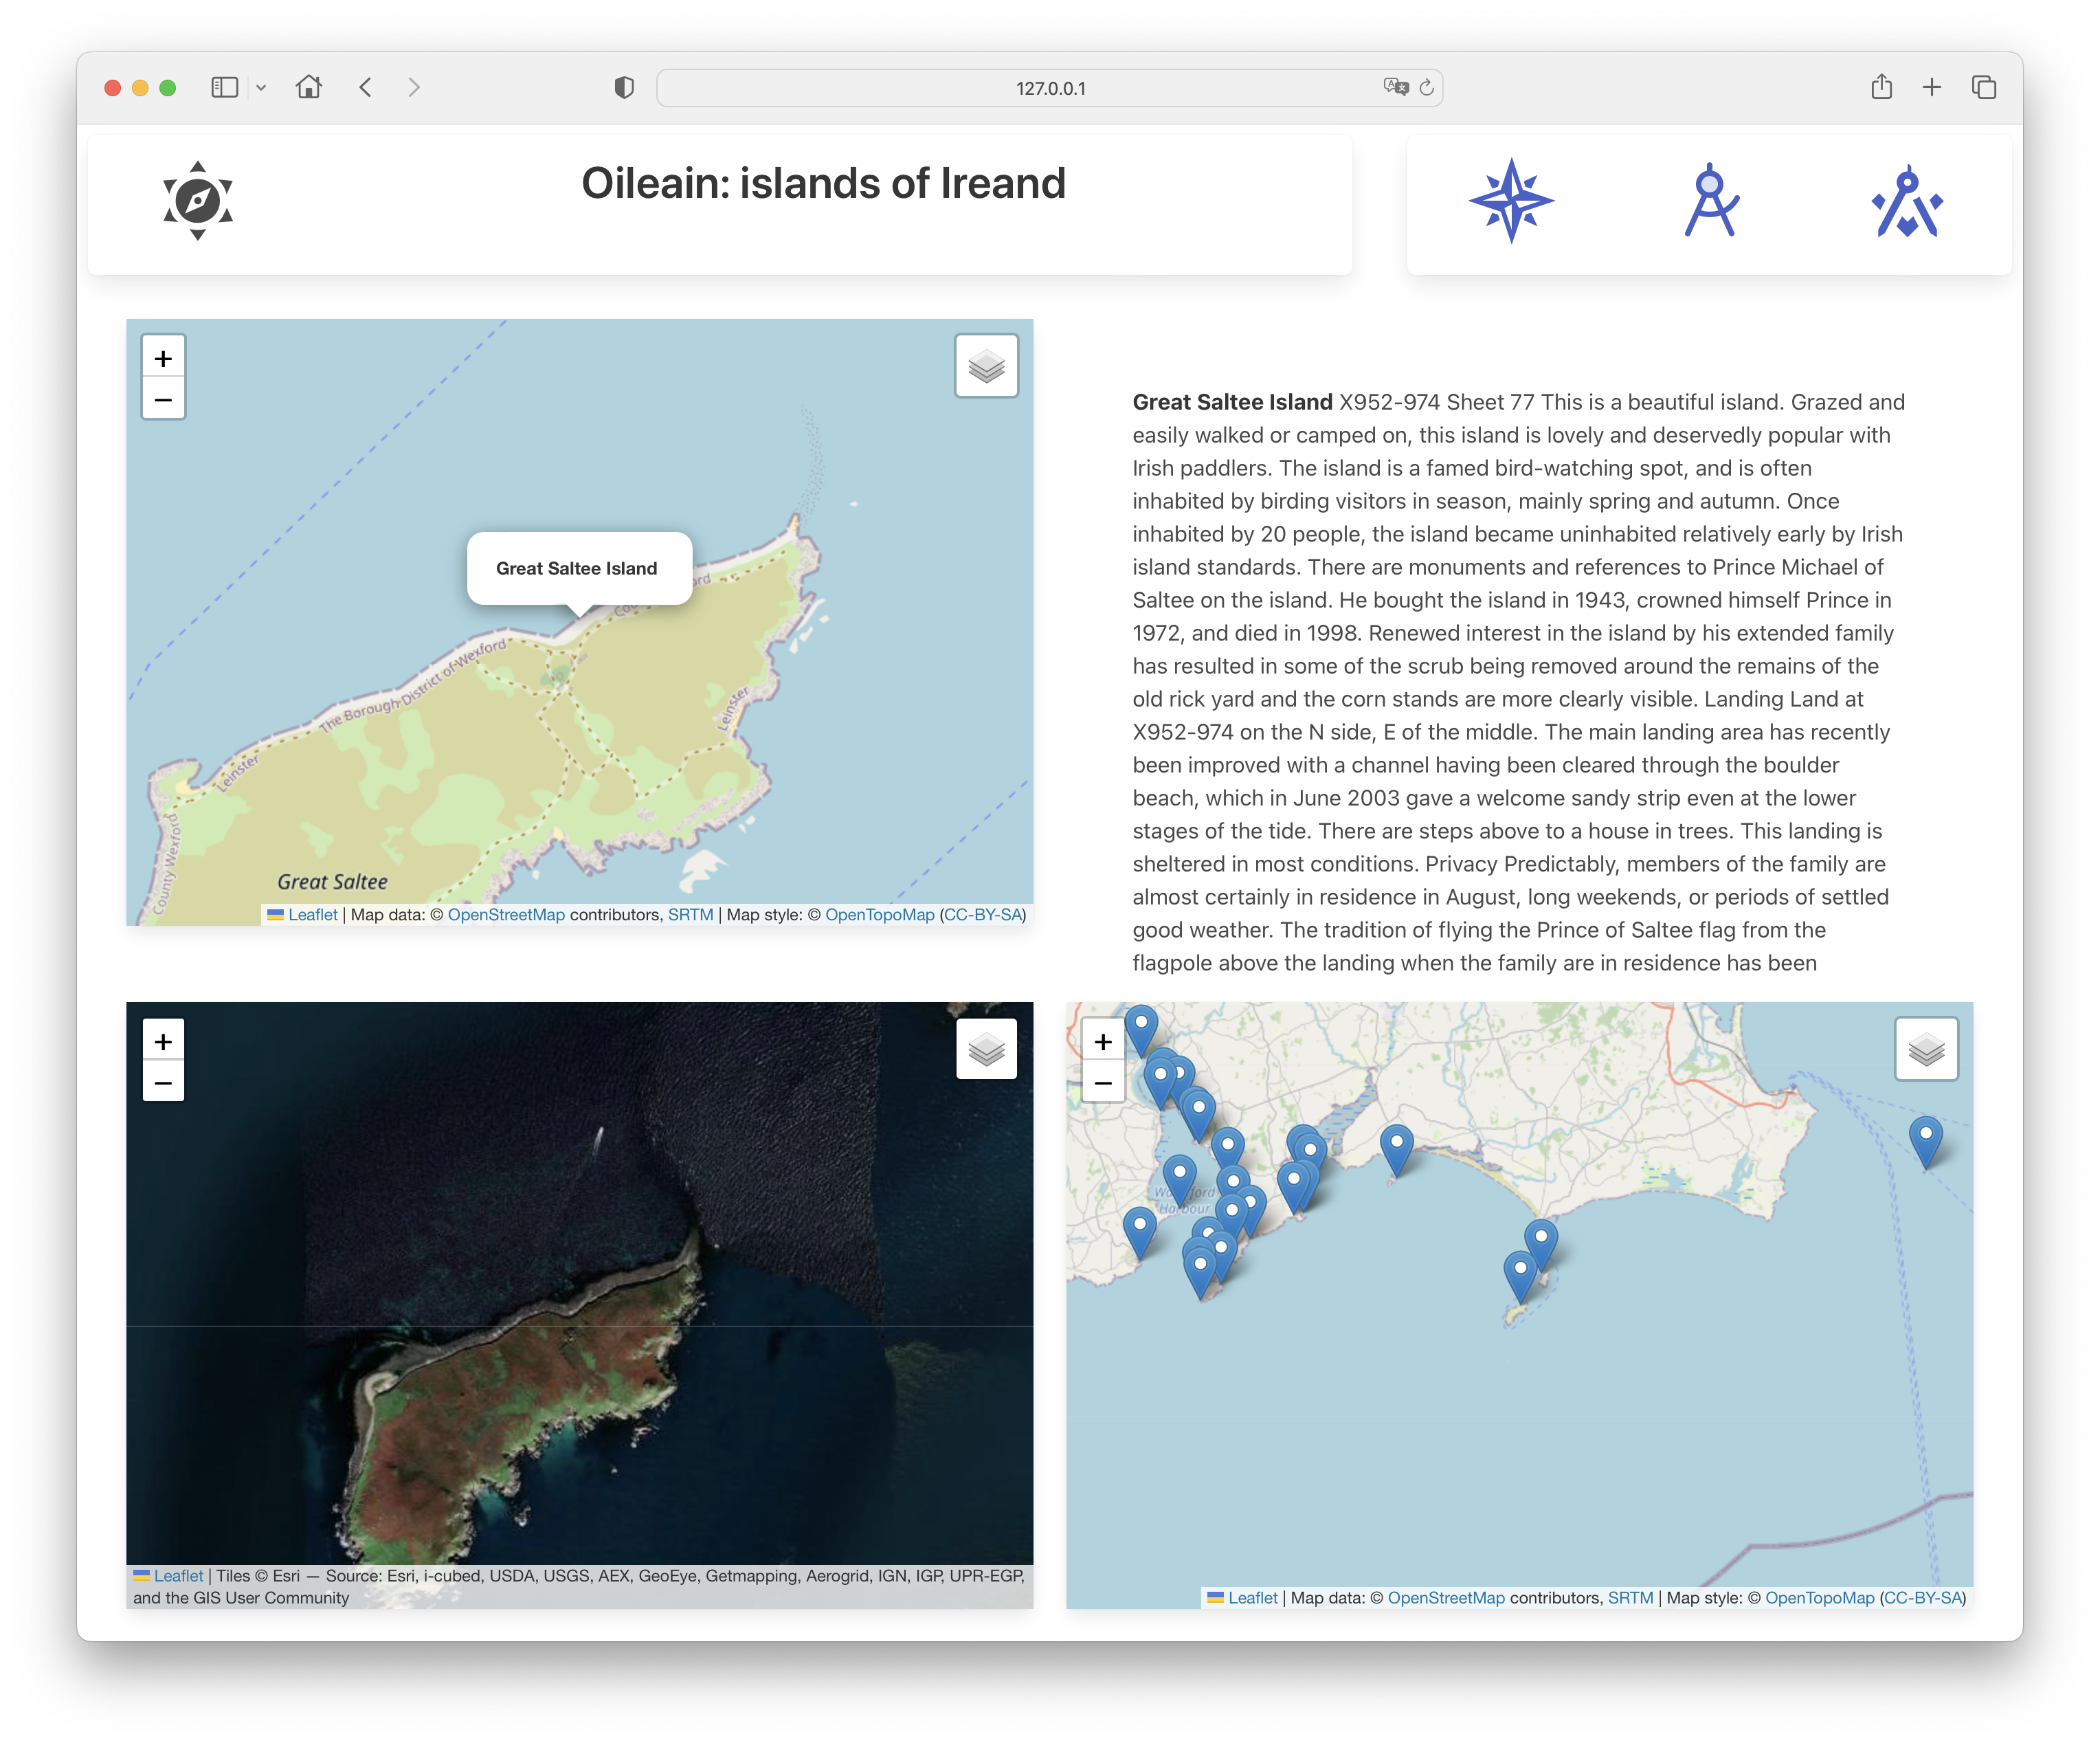 127.0.0.1
Oileain: islands of Ireand
+
−
Great Saltee Island
ord
Cou
The Borough District of Wexford
Leinster
Leinster
County Wexford
Great Saltee
Leaflet | Map data: © OpenStreetMap contributors, SRTM | Map style: © OpenTopoMap (CC-BY-SA)
Great Saltee Island X952-974 Sheet 77 This is a beautiful island. Grazed and
easily walked or camped on, this island is lovely and deservedly popular with
Irish paddlers. The island is a famed bird-watching spot, and is often
inhabited by birding visitors in season, mainly spring and autumn. Once
inhabited by 20 people, the island became uninhabited relatively early by Irish
island standards. There are monuments and references to Prince Michael of
Saltee on the island. He bought the island in 1943, crowned himself Prince in
1972, and died in 1998. Renewed interest in the island by his extended family
has resulted in some of the scrub being removed around the remains of the
old rick yard and the corn stands are more clearly visible. Landing Land at
X952-974 on the N side, E of the middle. The main landing area has recently
been improved with a channel having been cleared through the boulder
beach, which in June 2003 gave a welcome sandy strip even at the lower
stages of the tide. There are steps above to a house in trees. This landing is
sheltered in most conditions. Privacy Predictably, members of the family are
almost certainly in residence in August, long weekends, or periods of settled
good weather. The tradition of flying the Prince of Saltee flag from the
flagpole above the landing when the family are in residence has been
+
−
Leaflet | Tiles © Esri — Source: Esri, i-cubed, USDA, USGS, AEX, GeoEye, Getmapping, Aerogrid, IGN, IGP, UPR-EGP,
and the GIS User Community
+
−
Harbour
Leaflet | Map data: © OpenStreetMap contributors, SRTM | Map style: © OpenTopoMap (CC-BY-SA)